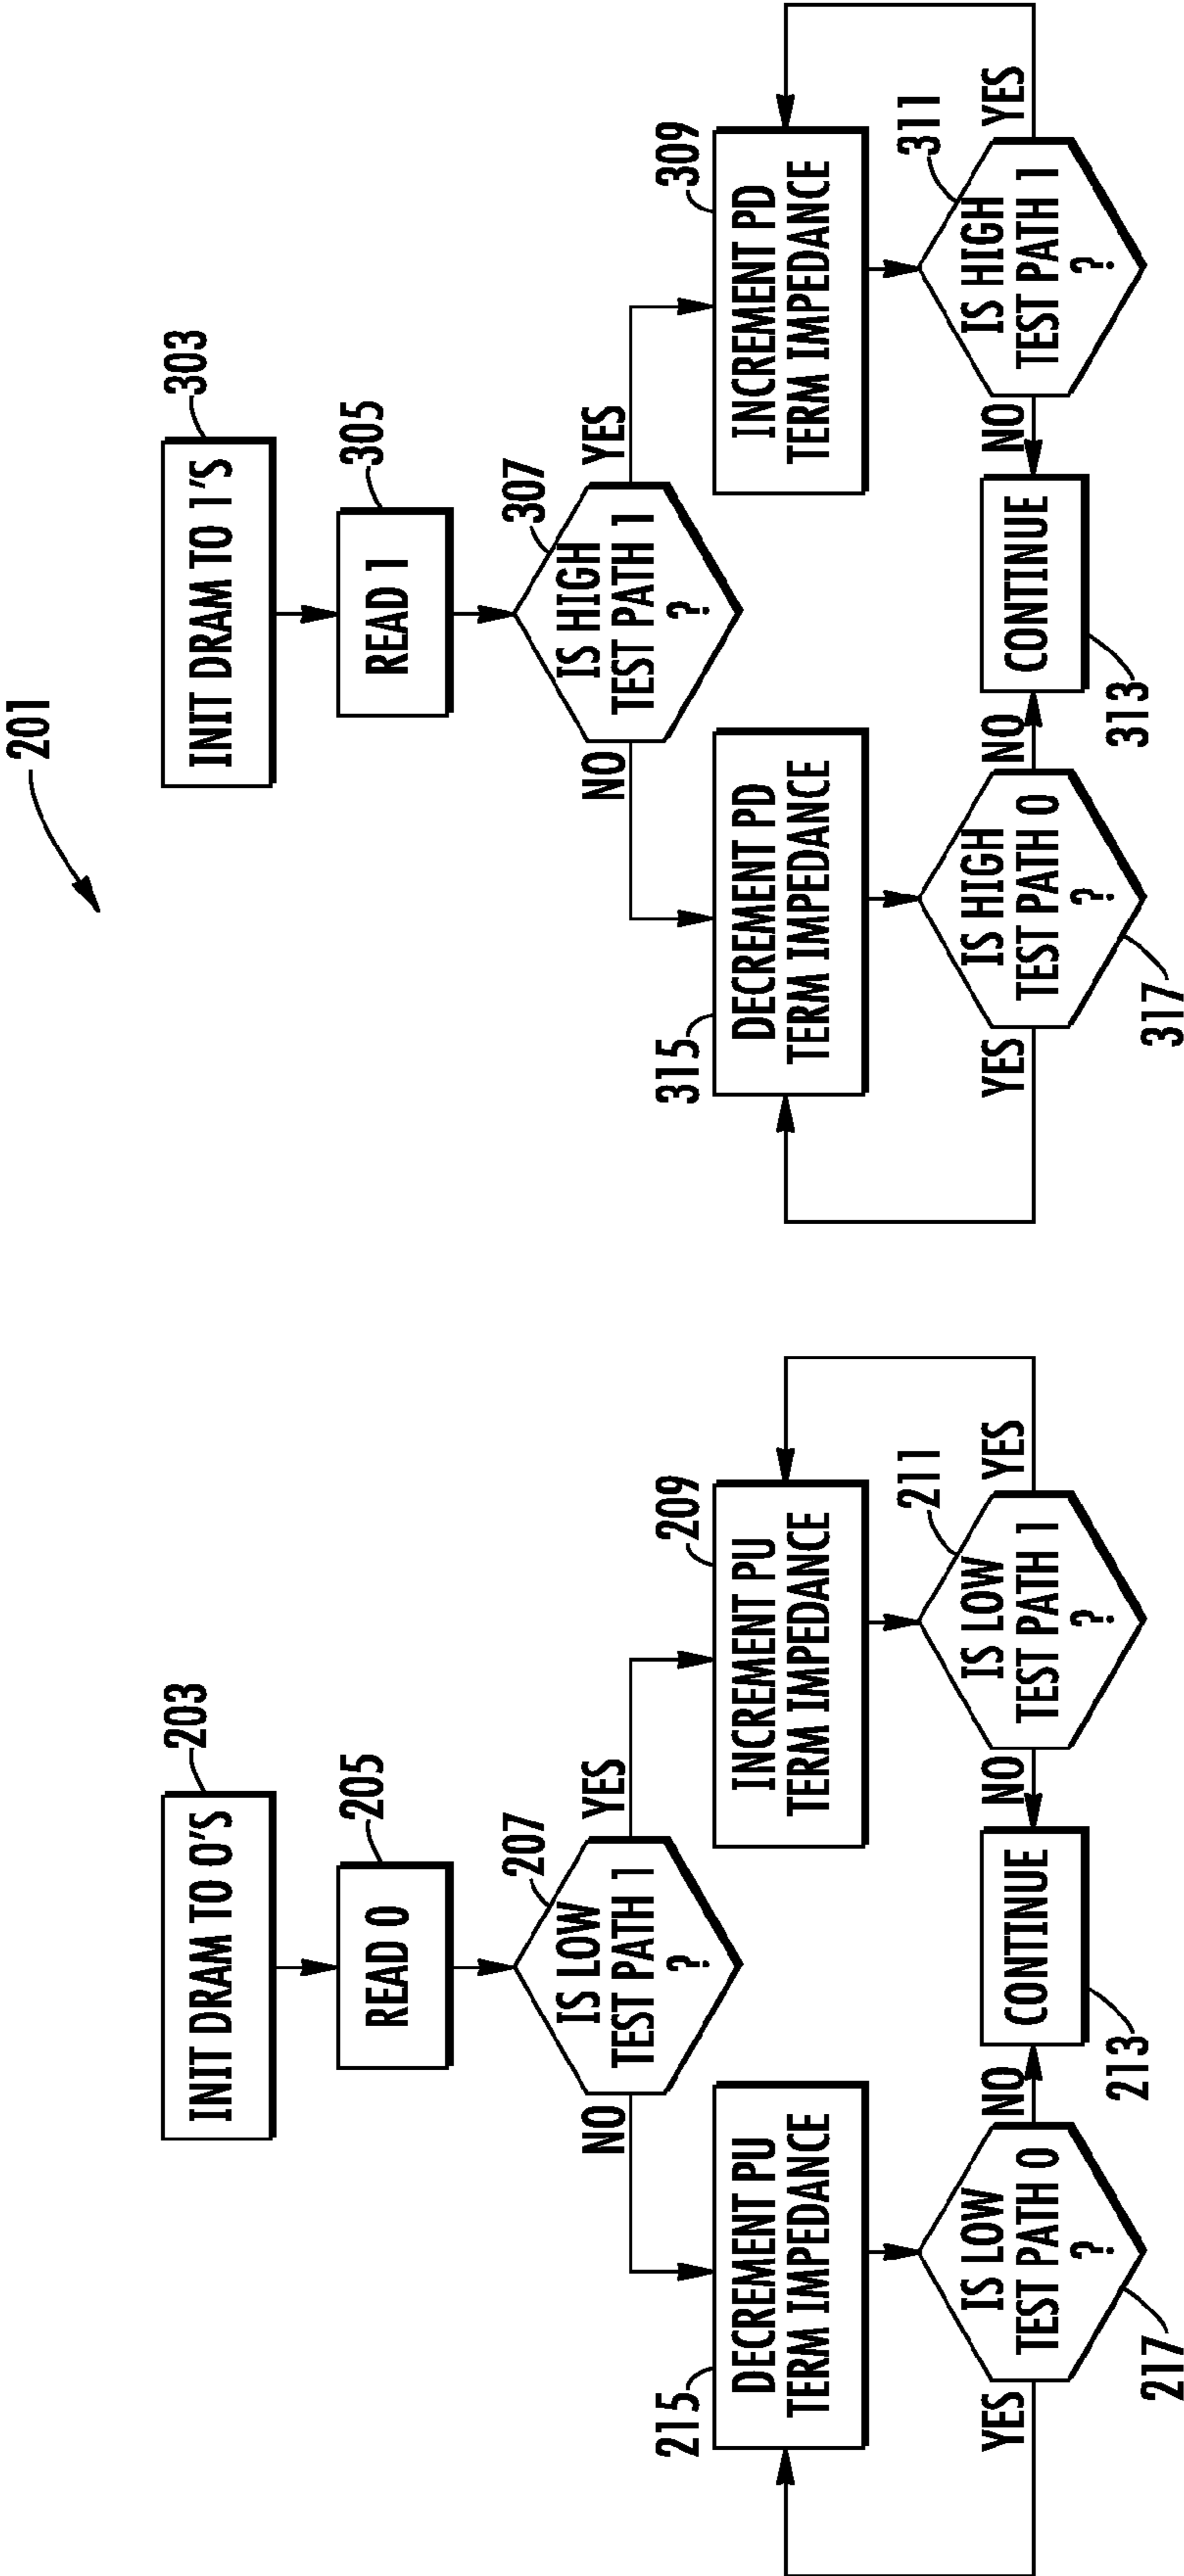 201
203
INIT DRAM TO 0'S
205
READ 0
207
IS LOW
TEST PATH 1
?
NO
YES
215
DECREMENT PU
TERM IMPEDANCE
209
INCREMENT PU
TERM IMPEDANCE
217
IS LOW
TEST PATH 0
?
YES
NO
213
CONTINUE
211
IS LOW
TEST PATH 1
?
NO
YES
303
INIT DRAM TO 1'S
305
READ 1
307
IS HIGH
TEST PATH 1
?
NO
YES
315
DECREMENT PD
TERM IMPEDANCE
309
INCREMENT PD
TERM IMPEDANCE
317
IS HIGH
TEST PATH 0
?
YES
NO
313
CONTINUE
311
IS HIGH
TEST PATH 1
?
NO
YES